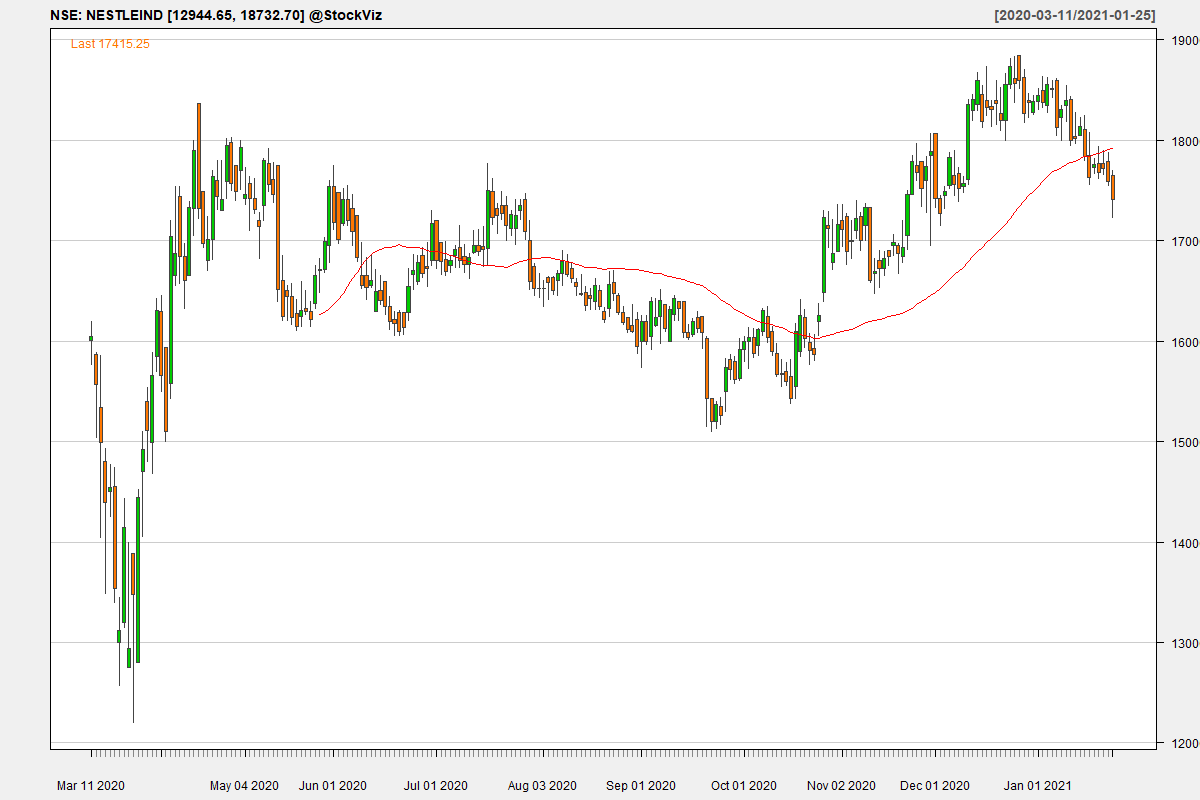 NSE: NESTLEIND [12944.65, 18732.70] @StockViz
[2020-03-11/2021-01-25]
Last 17415.25
1900
1800
1700
1600
1500
1400
1300
1200
Mar 11 2020
May 04 2020
Jun 01 2020
Jul 01 2020
Aug 03 2020
Sep 01 2020
Oct 01 2020
Nov 02 2020
Dec 01 2020
Jan 01 2021